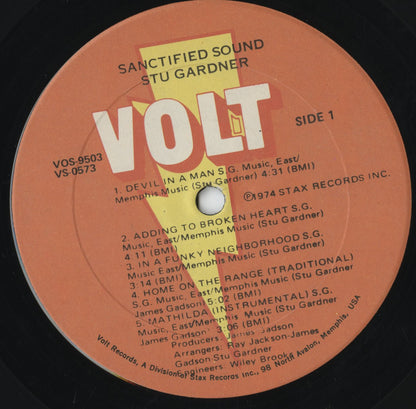 SANCTIFIED SOUND
STU GARDNER
VOLT
VOS-9503
VS-0573
SIDE 1
1. DEVIL IN A MAN S.G. Music, East/
Memphis Music (Stu Gardner) 4:31 (BMI)
℗1974 STAX RECORDS INC.
2. ADDING TO BROKEN HEART S.G.
Music, East/Memphis Music (Stu Gardner)
4:11 (BMI)
3. IN A FUNKY NEIGHBORHOOD S.G.
Music East/Memphis Music (Stu Gardner)
3:14 (BMI)
4. HOME ON THE RANGE (TRADITIONAL)
S.G. Music, East/Memphis Music (Stu Gardner
James Gadson) 5:02 (BMI)
5. MATHILDA (INSTRUMENTAL) S.G.
Music, East/Memphis Music (Stu Gardner
James Gadson) 3:06 (BMI)
Producers: James Gadson
Arrangers: Ray Jackson-James
Gadson-Stu Gardner
Engineers: Wiley Brook
Volt Records, A Division of Stax Records Inc., 98 North Avalon, Memphis, USA